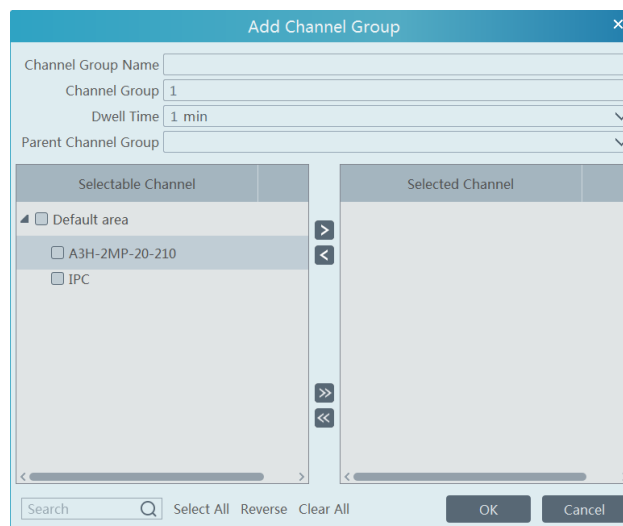 Add Channel Group
Channel Group Name
Channel Group 1
Dwell Time 1 min
Parent Channel Group
Selectable Channel Selected Channel
Default area
A3H-2MP-20-210
IPC
Search Select All Reverse Clear All OK Cancel